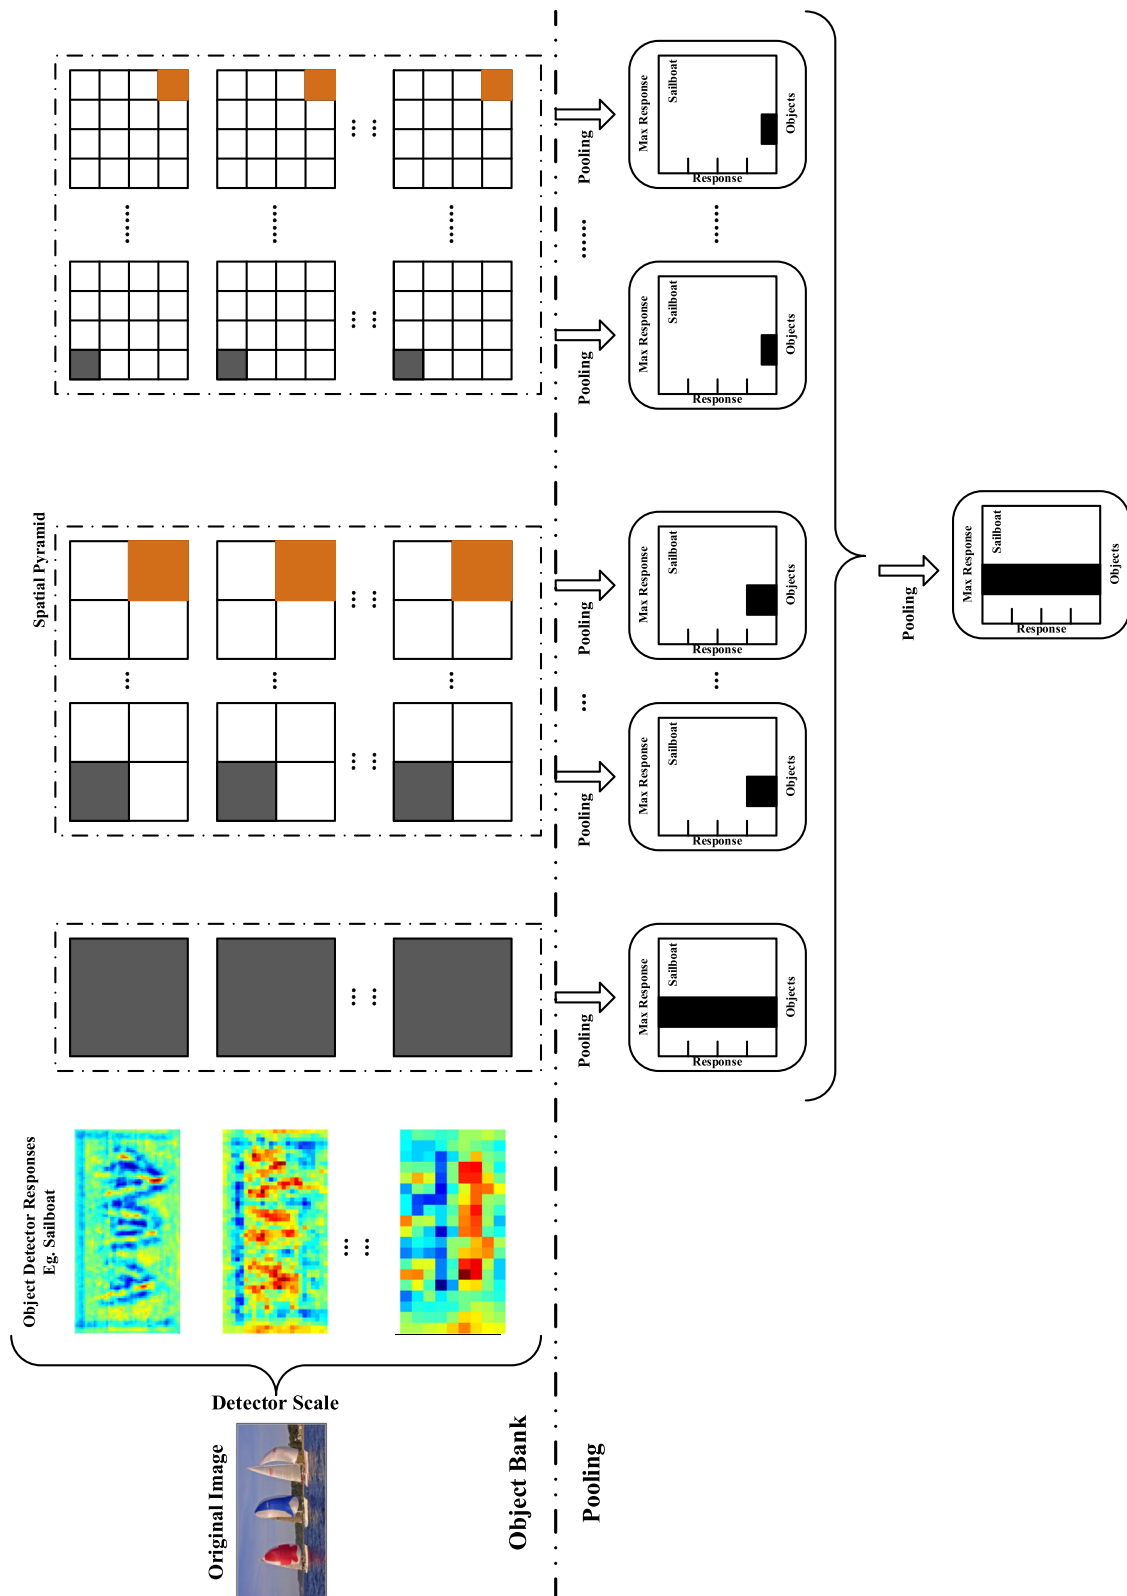 Object Detector Responses
Eg. Sailboat
Spatial Pyramid
Original Image
Detector Scale
Object Bank
Pooling
Pooling
Pooling
Pooling
Pooling
Pooling
Max Response
Sailboat
Response
Objects
Max Response
Sailboat
Response
Objects
Max Response
Sailboat
Response
Objects
Max Response
Sailboat
Response
Objects
Max Response
Sailboat
Response
Objects
Pooling
Max Response
Sailboat
Response
Objects